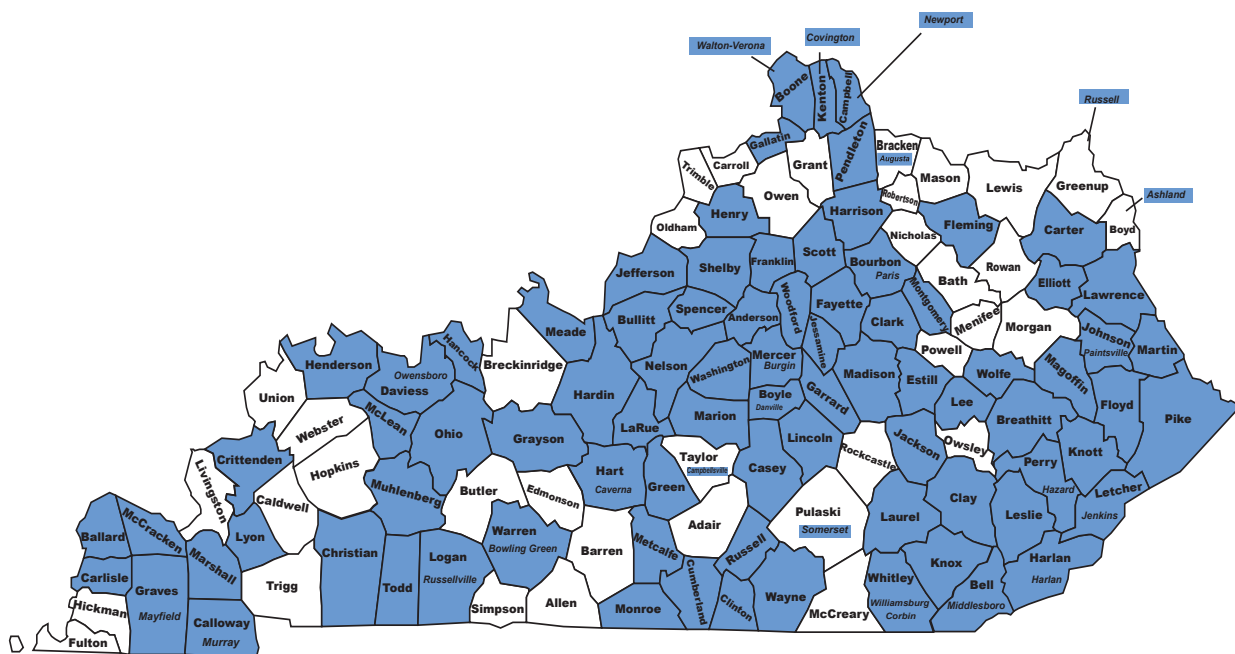 Newport
Covington
Walton-Verona
Boone
Kenton
Campbell
Russell
Gallatin
Pendleton
Bracken
Augusta
Grant
Carroll
Trimble
Mason
Lewis
Greenup
Owen
Robertson
Ashland
Henry
Harrison
Oldham
Nicholas
Fleming
Carter
Boyd
Scott
Franklin
Shelby
Jefferson
Bourbon
Paris
Rowan
Bath
Elliott
Lawrence
Montgomery
Woodford
Fayette
Spencer
Anderson
Bullitt
Clark
Jessamine
Menifee
Morgan
Meade
Johnson
Paintsville
Martin
Hancock
Breckinridge
Henderson
Owensboro
Daviess
Nelson
Washington
Mercer
Burgin
Powell
Madison
Estill
Wolfe
Magoffin
Floyd
Pike
Union
Hardin
Boyle
Danville
Garrard
Lee
McLean
Webster
Ohio
Grayson
LaRue
Marion
Lincoln
Breathitt
Jackson
Owsley
Knott
Hopkins
Crittenden
Livingston
Taylor
Campbellsville
Casey
Rockcastle
Perry
Hart
Caverna
Green
Muhlenberg
Butler
Edmonson
Caldwell
Hazard
Letcher
Clay
Leslie
Jenkins
Pulaski
Somerset
Laurel
Adair
McCracken
Ballard
Lyon
Christian
Warren
Bowling Green
Barren
Metcalfe
Russell
Marshall
Logan
Russellville
Carlisle
Graves
Mayfield
Trigg
Todd
Knox
Harlan
Harlan
Whitley
Bell
Cumberland
Clinton
Wayne
Williamsburg
Corbin
Middlesboro
Hickman
Simpson
Allen
Monroe
McCreary
Calloway
Murray
Fulton